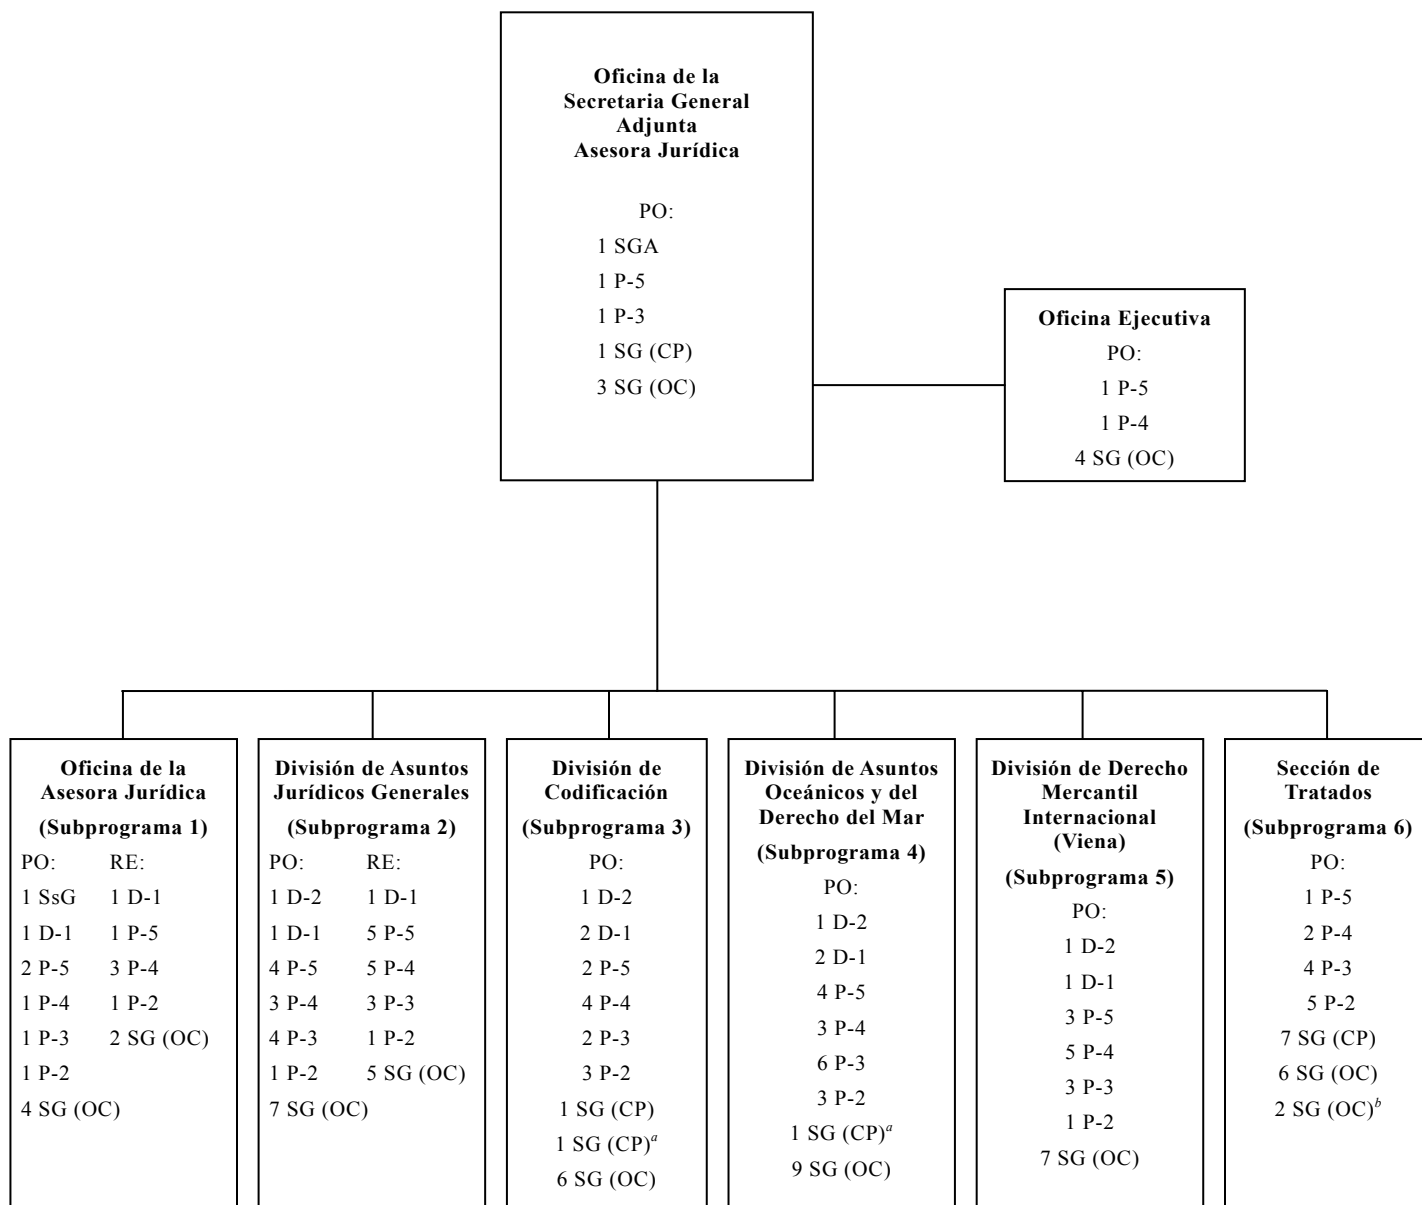 Oficina de la
Secretaria General
Adjunta
Asesora Jurídica
PO:
1 SGA
1 P-5
1 P-3
1 SG (CP)
3 SG (OC)
Oficina Ejecutiva
PO:
1 P-5
1 P-4
4 SG (OC)
Oficina de la
Asesora Jurídica
(Subprograma 1)
PO: RE:
1 SsG 1 D-1
1 D-1 1 P-5
2 P-5 3 P-4
1 P-4 1 P-2
1 P-3 2 SG (OC)
1 P-2
4 SG (OC)
División de Asuntos
Jurídicos Generales
(Subprograma 2)
PO: RE:
1 D-2 1 D-1
1 D-1 5 P-5
4 P-5 5 P-4
3 P-4 3 P-3
4 P-3 1 P-2
1 P-2 5 SG (OC)
7 SG (OC)
División de
Codificación
(Subprograma 3)
PO:
1 D-2
2 D-1
2 P-5
4 P-4
2 P-3
3 P-2
1 SG (CP)
1 SG (CP)a
6 SG (OC)
División de Asuntos
Oceánicos y del
Derecho del Mar
(Subprograma 4)
PO:
1 D-2
2 D-1
4 P-5
3 P-4
6 P-3
3 P-2
1 SG (CP)a
9 SG (OC)
División de Derecho
Mercantil
Internacional
(Viena)
(Subprograma 5)
PO:
1 D-2
1 D-1
3 P-5
5 P-4
3 P-3
1 P-2
7 SG (OC)
Sección de
Tratados
(Subprograma 6)
PO:
1 P-5
2 P-4
4 P-3
5 P-2
7 SG (CP)
6 SG (OC)
2 SG (OC)b